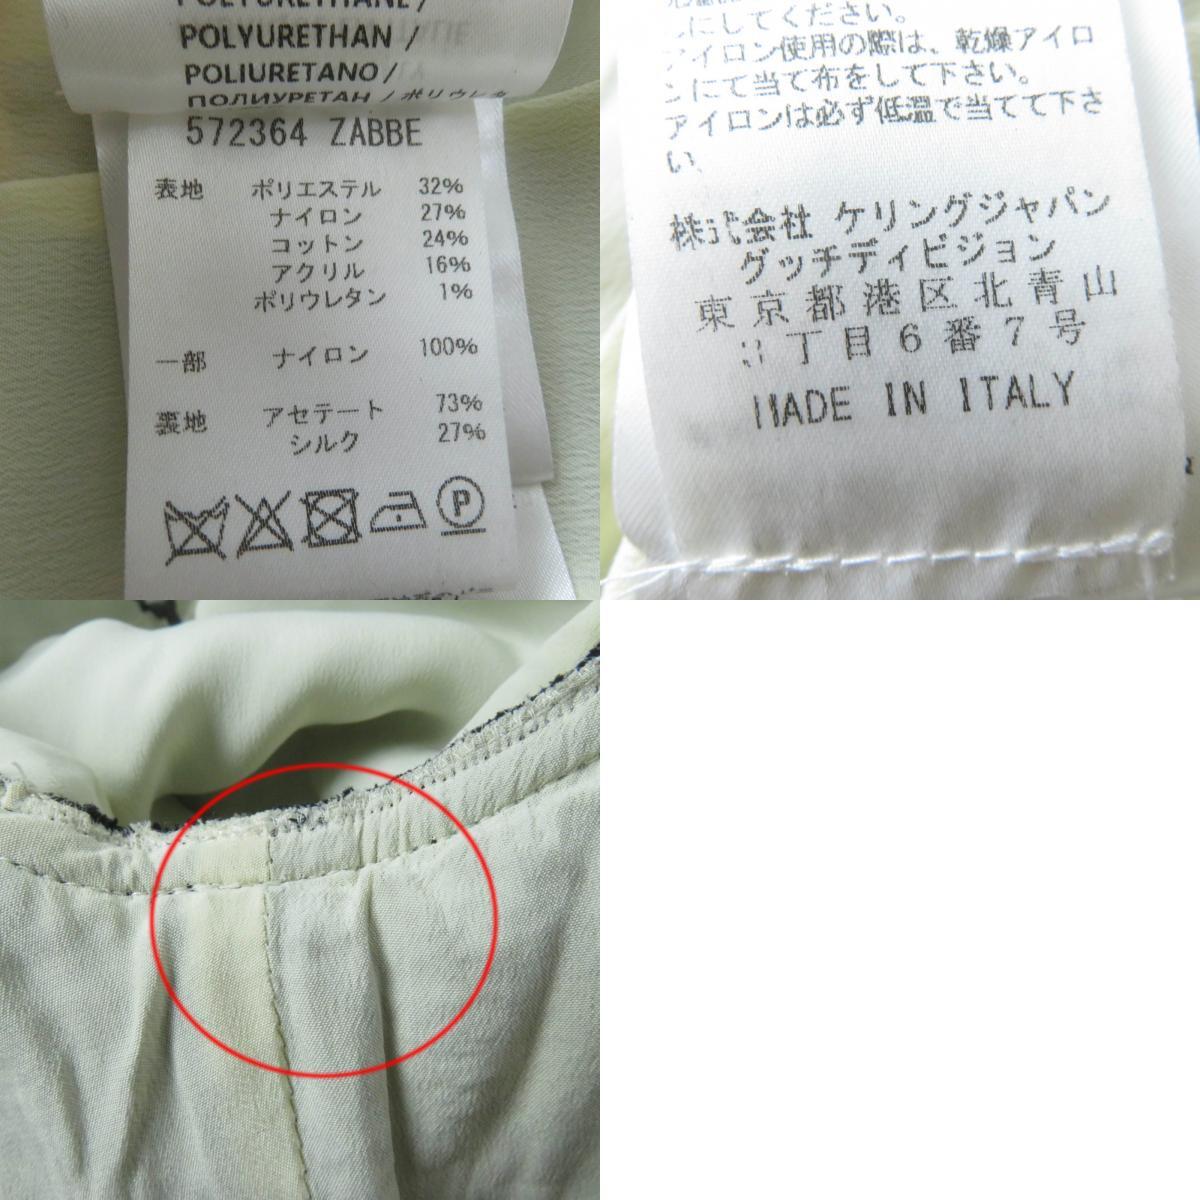 POLYURETHANE /
POLYURETHAN /
POLIURETANO /
ПОЛИУРЕТАН / ポリウレタ
572364 ZABBE
表地 ポリエステル 32%
ナイロン 27%
コットン 24%
アクリル 16%
ポリウレタン 1%
一部 ナイロン 100%
裏地 アセテート 73%
シルク 27%
P
にしてください。
アイロン使用の際は、乾燥アイロ
ンにて当て布をして下さい。
アイロンは必ず低温で当てて下さ
い。
株式会社 ケリングジャパン
グッチディビジョン
東京都港区北青山
3丁目6番7号
MADE IN ITALY